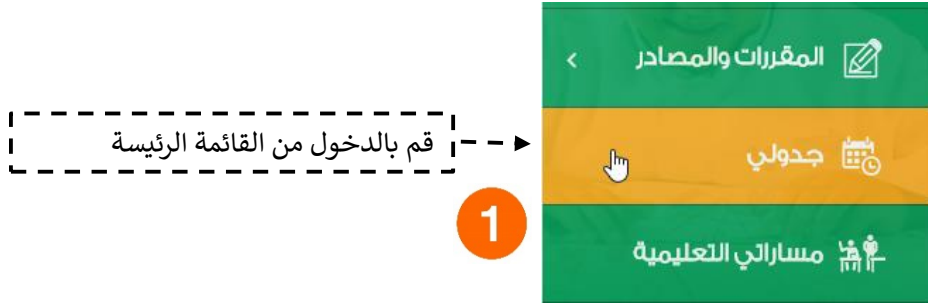 المقررات والمصادر
جدولي
قم بالدخول من القائمة الرئيسة
1
مساراتي التعليمية